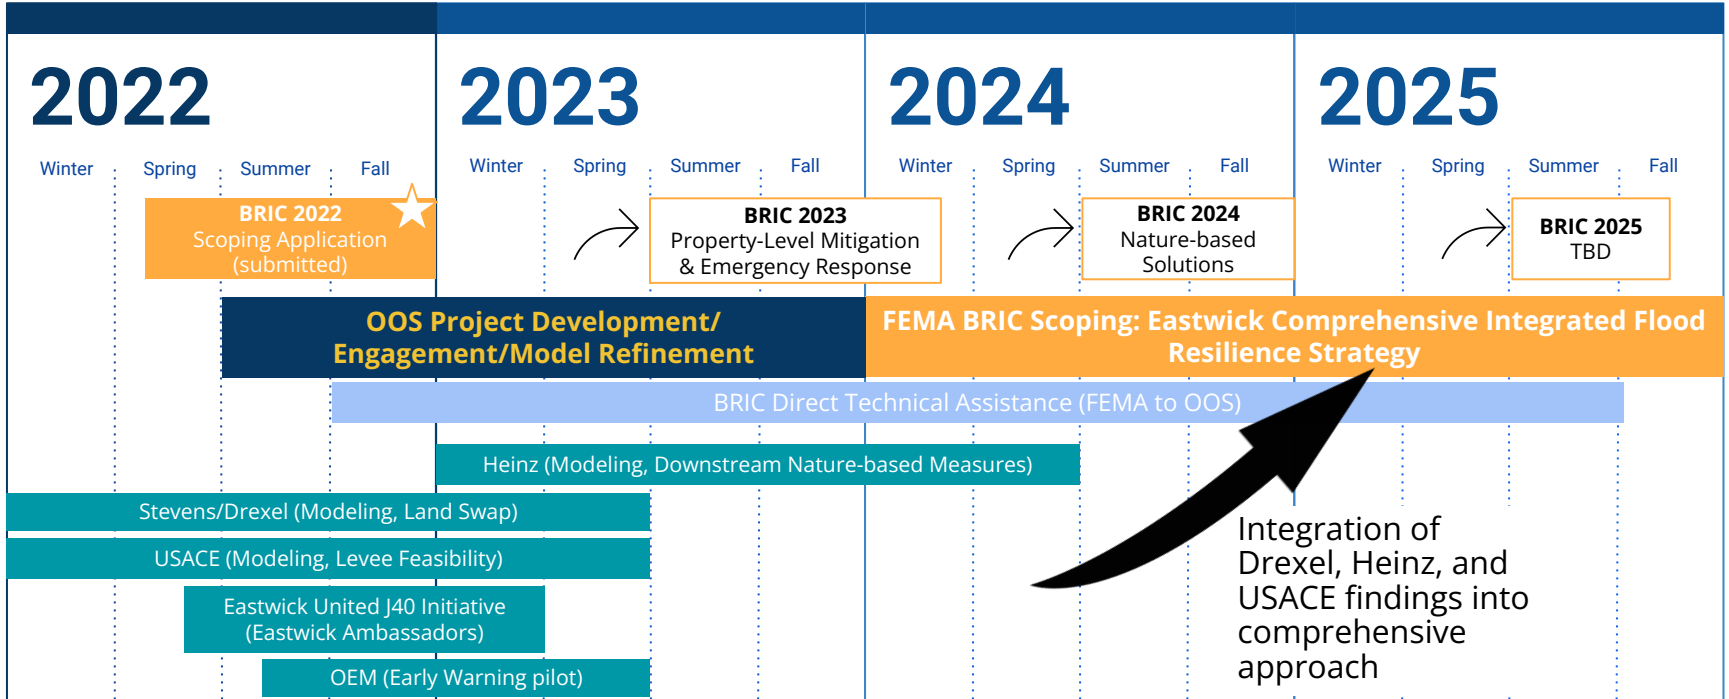 2022
2023
2024
2025
Winter
Spring
Summer
Fall
Winter
Spring
Summer
Fall
Winter
Spring
Summer
Fall
Winter
Spring
Summer
Fall
BRIC 2022
Scoping Application
(submitted)
BRIC 2023
Property-Level Mitigation
& Emergency Response
BRIC 2024
Nature-based
Solutions
BRIC 2025
TBD
OOS Project Development/
Engagement/Model Refinement
FEMA BRIC Scoping: Eastwick Comprehensive Integrated Flood
Resilience Strategy
BRIC Direct Technical Assistance (FEMA to OOS)
Heinz (Modeling, Downstream Nature-based Measures)
Stevens/Drexel (Modeling, Land Swap)
USACE (Modeling, Levee Feasibility)
Eastwick United J40 Initiative
(Eastwick Ambassadors)
OEM (Early Warning pilot)
Integration of
Drexel, Heinz, and
USACE findings into
comprehensive
approach